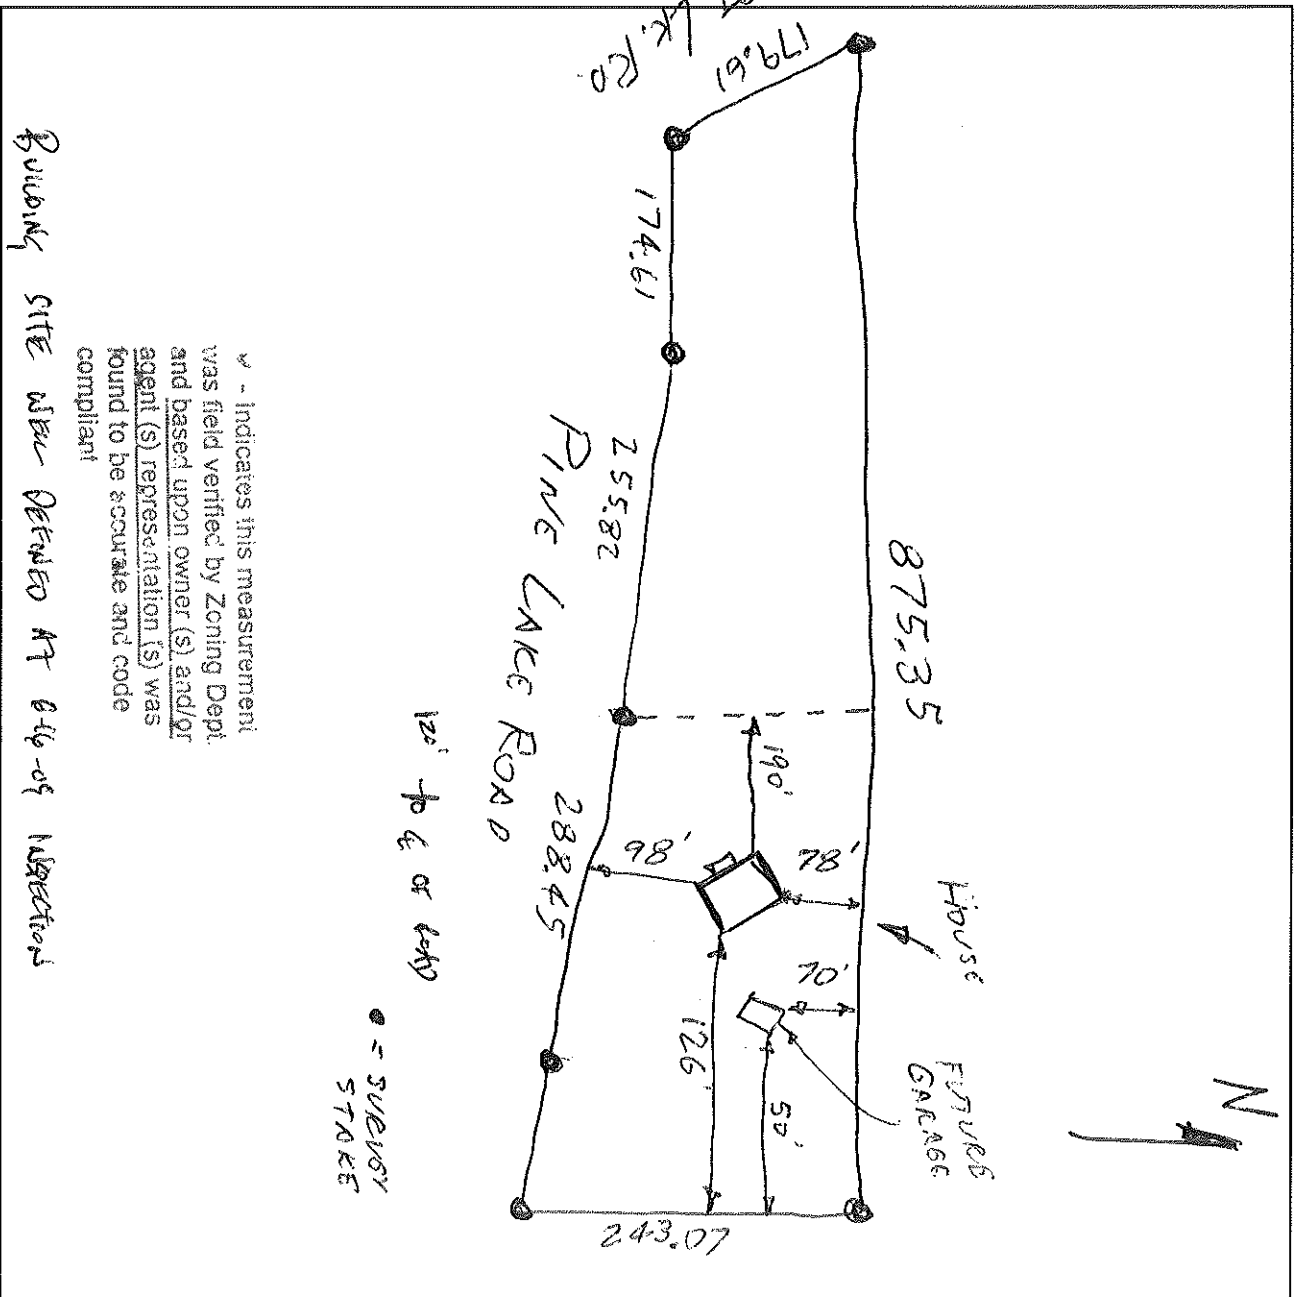 N
HOUSE
FUTURE
GARAGE
875.35
78'
70'
190'
50'
126'
98'
243.07
179.61
LK. RD.
174.61
255.82
288.45
PINE LAKE ROAD
120' to ℄ of
● = SURVEY
STAKE
✓ - Indicates this measurement
was field verified by Zoning Dept.
and based upon owner (s) and/or
agent (s) representation (s) was
found to be accurate and code
compliant
BUILDING SITE WELL DEFINED AT INSPECTION